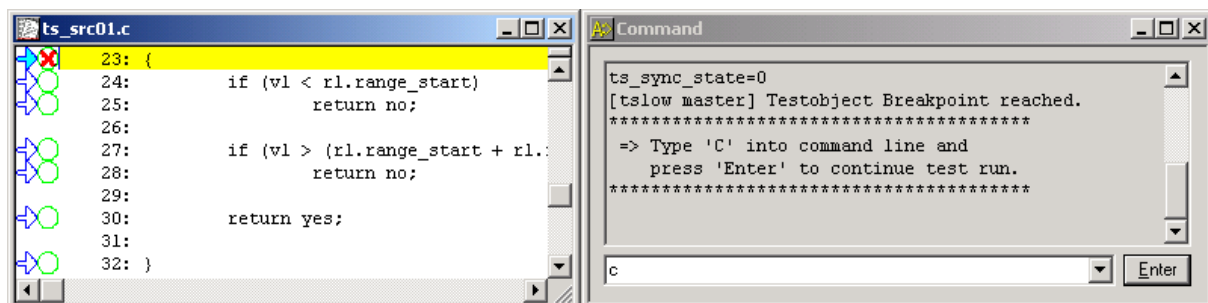 ts_src01.c
23: {
24: if (vl < rl.range_start)
25: return no;
26:
27: if (vl > (rl.range_start + rl.
28: return no;
29:
30: return yes;
31:
32: }
Command
ts_sync_state=0
[tslow master] Testobject Breakpoint reached.
****************************************
=> Type 'C' into command line and
press 'Enter' to continue test run.
****************************************
c
Enter